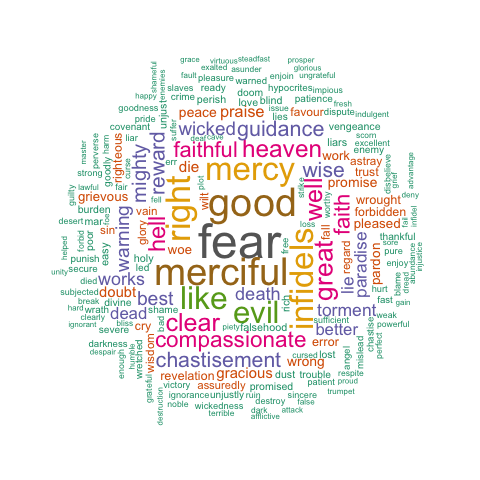 grace virtuous steadfast
exalted asunder prosper
shameful fault pleasure warned enjoin glorious
happy enemies slaves ready doom hypocrites ungrateful
crime perish love blind patience impious
goodness unjust peace praise issue favour dispute fresh
pride suffer deaf cave lies indulgent
covenant liar wicked guidance vengeance
master perverse goodly harm righteous mighty reward err faithful heaven liars work scorn excellent enemy
strong curse die mercy wise astray trust disbelieve grief
guilty lawful fair fell plot strike promise advantage
grievous right wilt good well worthy wrought deny
desert burden vain hell faith forbidden fall infidel
mar- sin glory fear loss pleased
helped forbid poor easy warning woe free infidels great regard paradise pardon thankful
foes holy merciful sore pure
unity punish led lie enjoy
secure died works like evil death rich torment blame dread abundance injustice
subjected doubt divine best shame hurt fast gain
break hard wrath dead clear sufficient better weak
clearly bliss cry bad piety falsehood powerful
ignorant severe compassionate error chastise
darkness wretched wisdom chastisement cursed lost angel mislead perfect
despair enough humble gracious wrong
revelation dust trouble respite
grateful victory assuredly promised patient proud
destruction ignorance unjustly ruin sincere trumpet
noble wickedness destroy false
terrible dark attack
afflictive